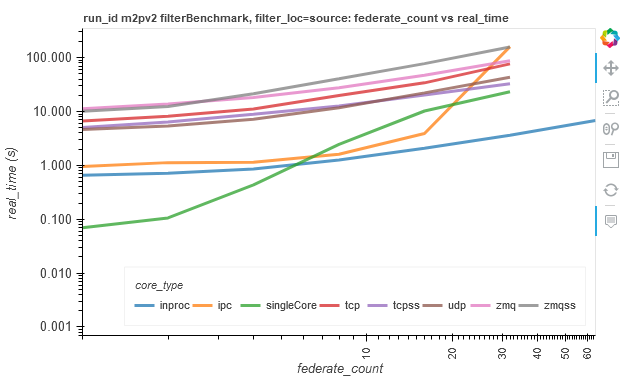 run_id m2pv2 filterBenchmark, filter_loc=source: federate_count vs real_time
100.000
10.000
1.000
0.100
0.010
0.001
real_time (s)
core_type
inproc ipc singleCore tcp tcpss udp zmq zmqss
10 20 30 40 50 60
federate_count